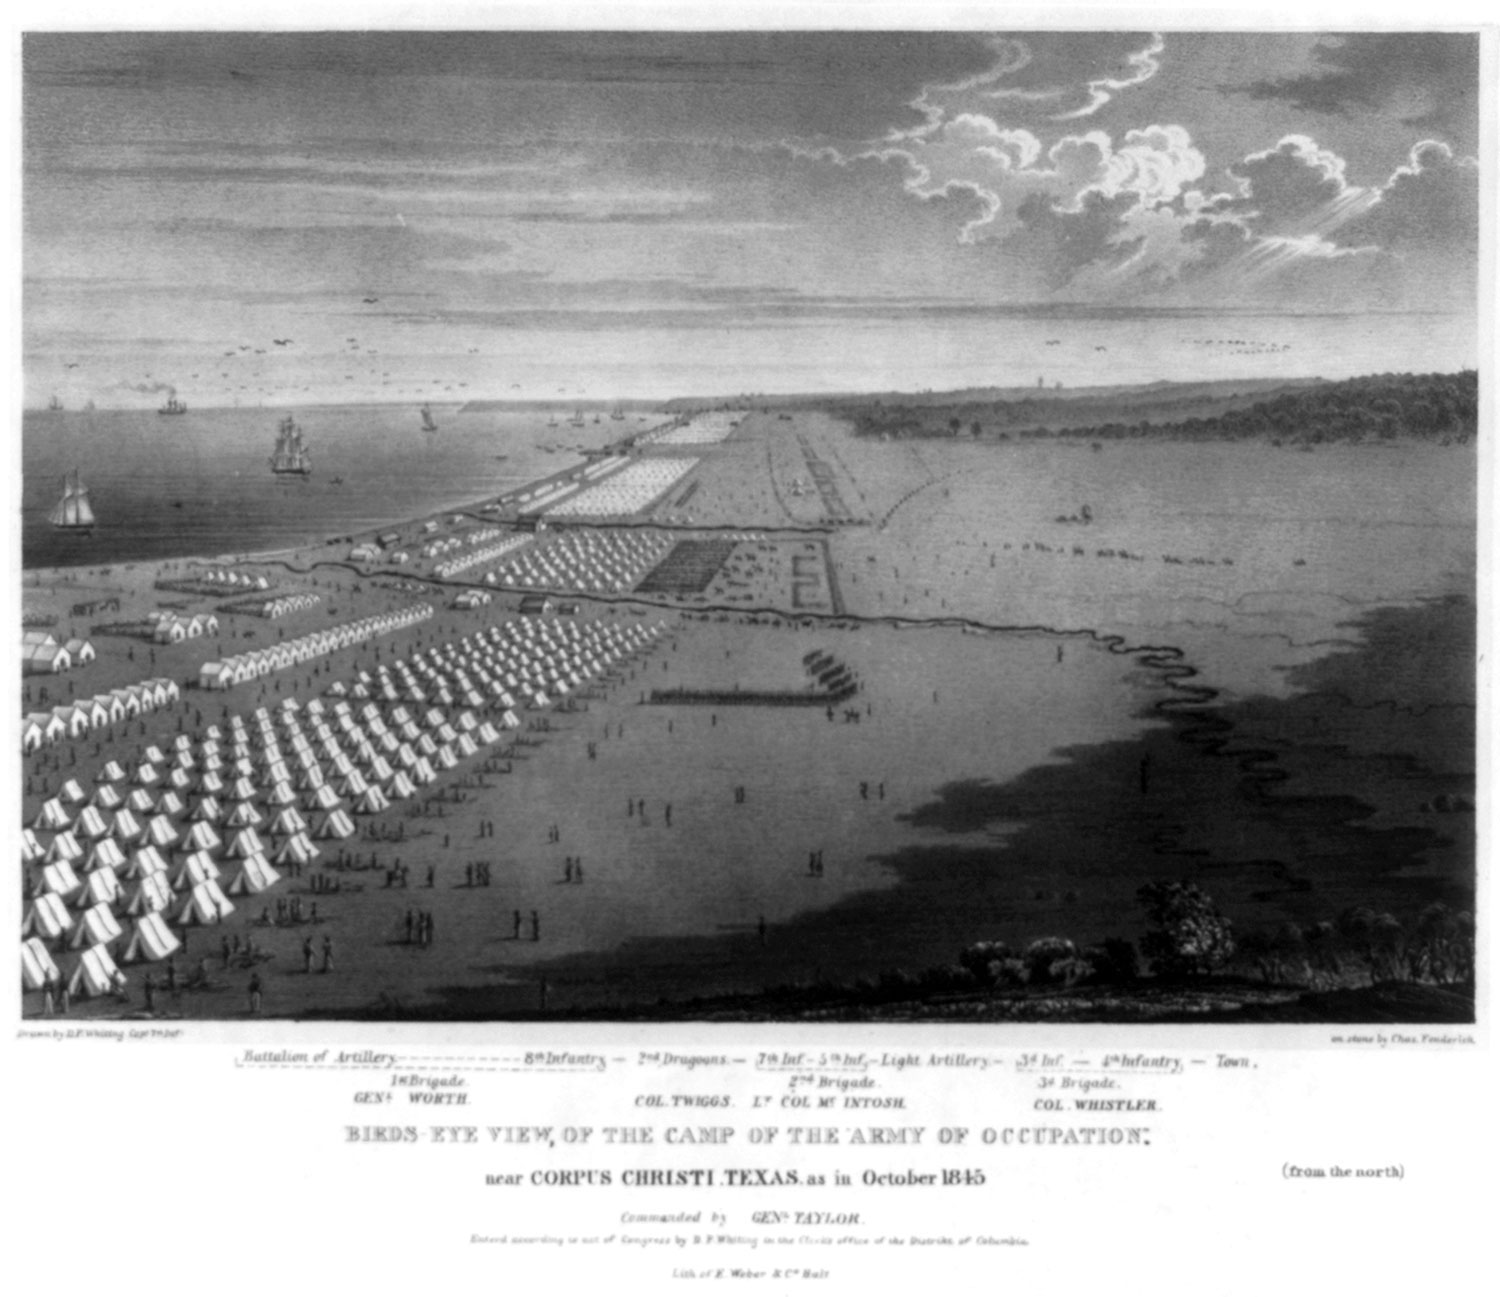 Drawn by D.P. Whiting Capt 7th Inf.
on stone by Chas. Fenderich.
Battalion of Artillery — 8th Infantry — 2nd Dragoons. — 7th Inf. - 5th Inf, - Light Artillery - 3d Inf. — 4th Infantry, — Town.
1st Brigade. 2nd Brigade. 3d Brigade.
GENL WORTH. COL. TWIGGS. LT COL MC INTOSH. COL. WHISTLER.
BIRDS-EYE VIEW, OF THE CAMP OF THE ARMY OF OCCUPATION.
near CORPUS CHRISTI. TEXAS. as in October 1845 (from the north)
Commanded by GENL TAYLOR.
Enterd according to act of Congress by D.P. Whiting in the Clerks office of the District of Columbia
Lith of E. Weber & Co Balt